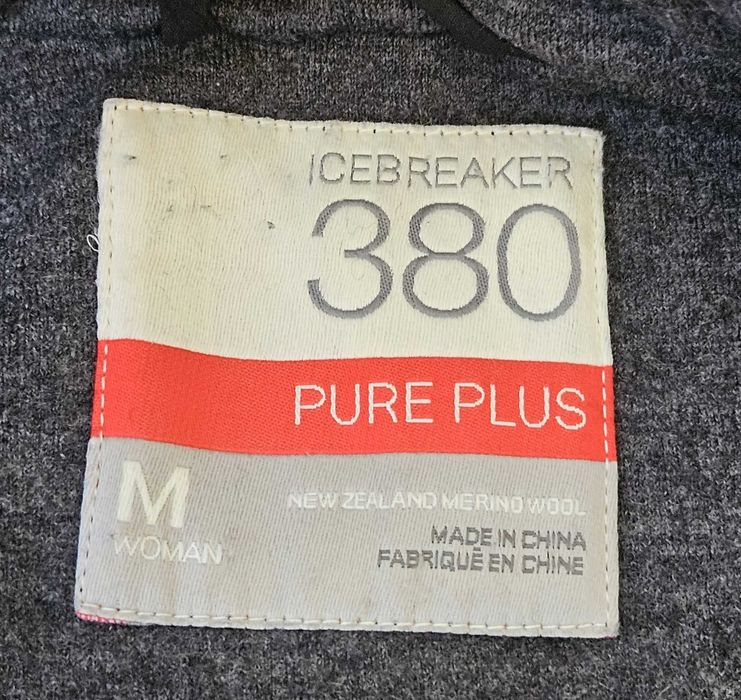 ICEBREAKER
380
PURE PLUS
M
WOMAN
NEW ZEALAND MERINO WOOL
MADE IN CHINA
FABRIQUÉ EN CHINE